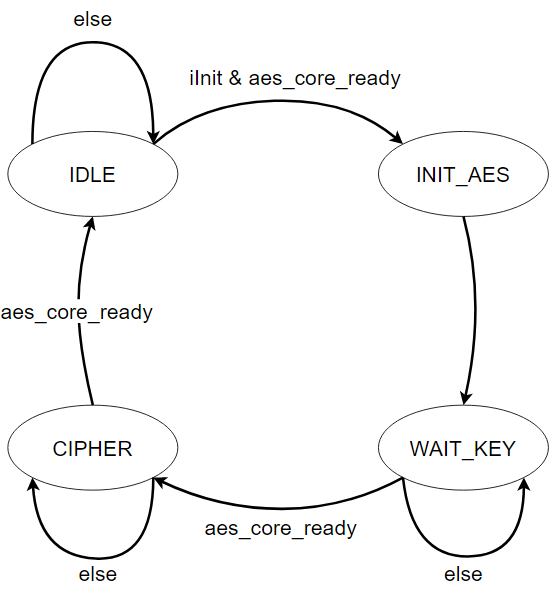 else
iInit & aes_core_ready
IDLE
INIT_AES
aes_core_ready
CIPHER
WAIT_KEY
aes_core_ready
else
else